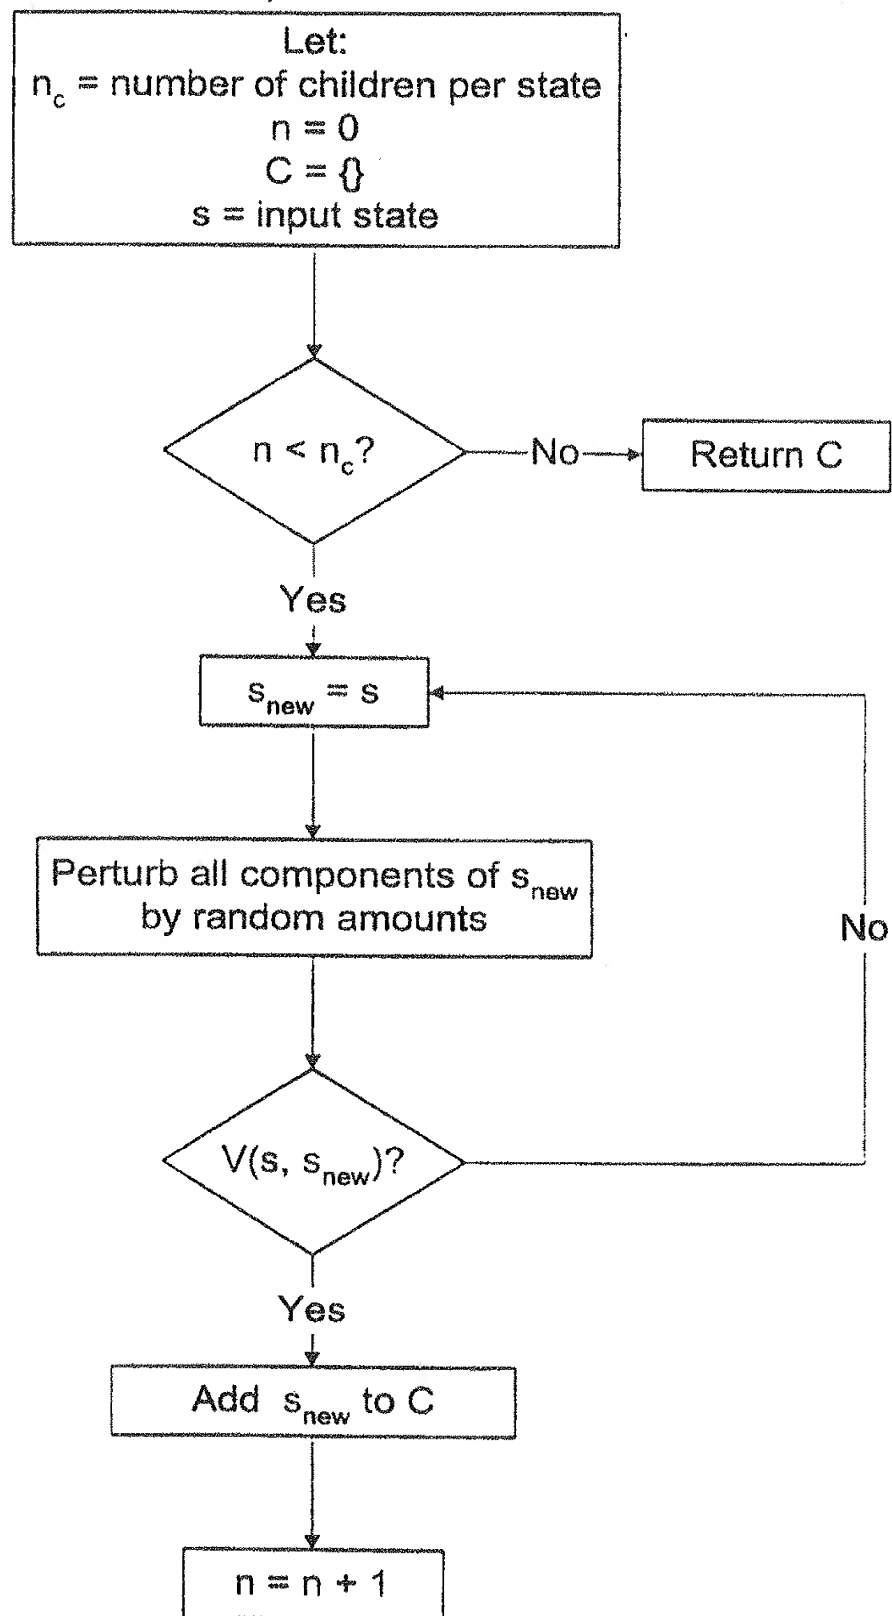 Let:
n_c = number of children per state
n = 0
C = {}
s = input state
n < n_c?
No
Return C
Yes
s_new = s
Perturb all components of s_new
by random amounts
No
V(s, s_new)?
Yes
Add s_new to C
n = n + 1